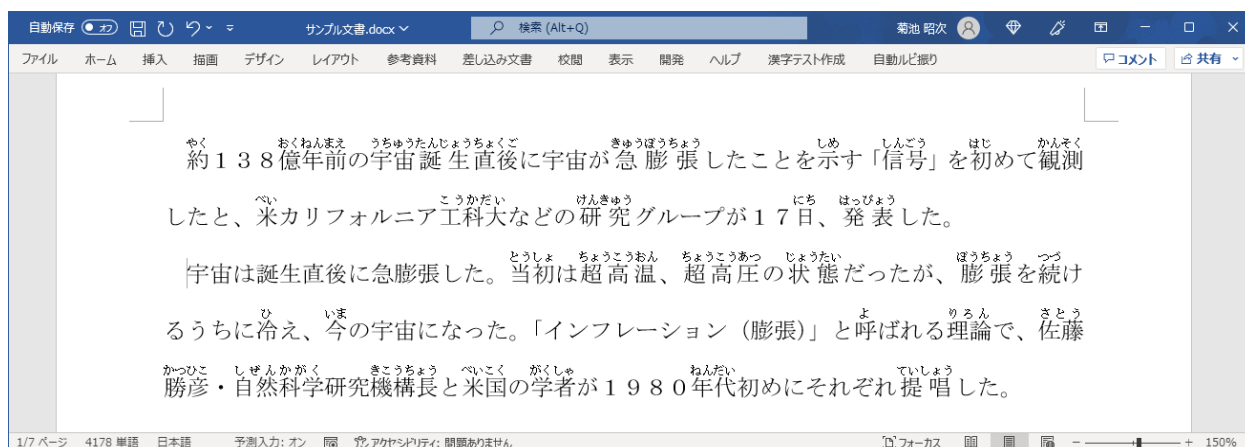 自動保存 オフ サンプル文書.docx 検索 (Alt+Q) 菊池 昭次
ファイル ホーム 挿入 描画 デザイン レイアウト 参考資料 差し込み文書 校閲 表示 開発 ヘルプ 漢字テスト作成 自動ルビ振り コメント 共有
やく おくねんまえ うちゅうたんじょうちょくご きゅうぼうちょう しめ しんごう はじ かんそく
約138億年前の宇宙誕生直後に宇宙が急膨張したことを示す「信号」を初めて観測
べい こうかだい けんきゅう にち はっぴょう
したと、米カリフォルニア工科大などの研究グループが17日、発表した。
とうしょ ちょうこうおん ちょうこうあつ じょうたい ぼうちょう つづ
宇宙は誕生直後に急膨張した。当初は超高温、超高圧の状態だったが、膨張を続け
ひ いま よ りろん さとう
るうちに冷え、今の宇宙になった。「インフレーション（膨張）」と呼ばれる理論で、佐藤
かつひこ しぜんかがく きこうちょう べいこく がくしゃ ねんだい ていしょう
勝彦・自然科学研究機構長と米国の学者が1980年代初めにそれぞれ提唱した。
1/7 ページ 4178 単語 日本語 予測入力: オン アクセシビリティ: 問題ありません フォーカス 150%